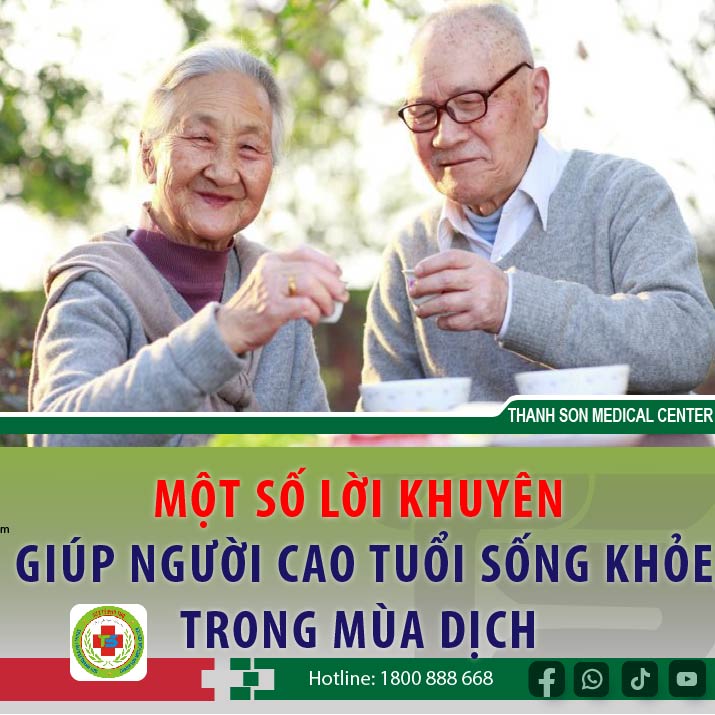 THANH SON MEDICAL CENTER
MỘT SỐ LỜI KHUYÊN
m
GIÚP NGƯỜI CAO TUỔI SỐNG KHỎE
TRONG MÙA DỊCH
Hotline: 1800 888 668